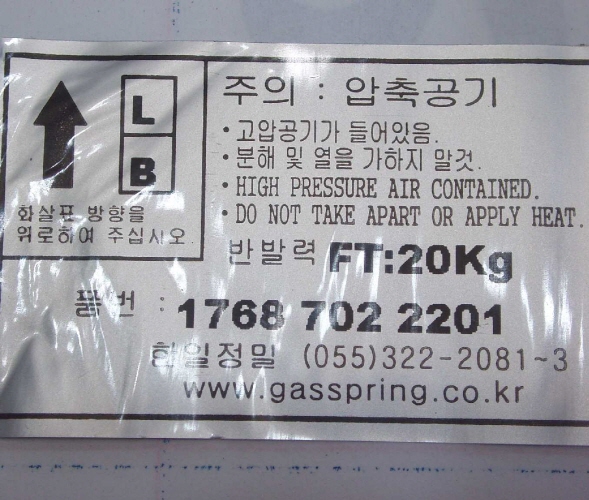 L
B
화살표 방향을
위로하여 주십시오
주의 : 압축공기
·고압공기가 들어있음.
·분해 및 열을 가하지 말것.
·HIGH PRESSURE AIR CONTAINED.
·DO NOT TAKE APART OR APPLY HEAT.
반발력 FT:20Kg
품번 : 1768 702 2201
한일정밀 (055)322-2081~3
www.gasspring.co.kr